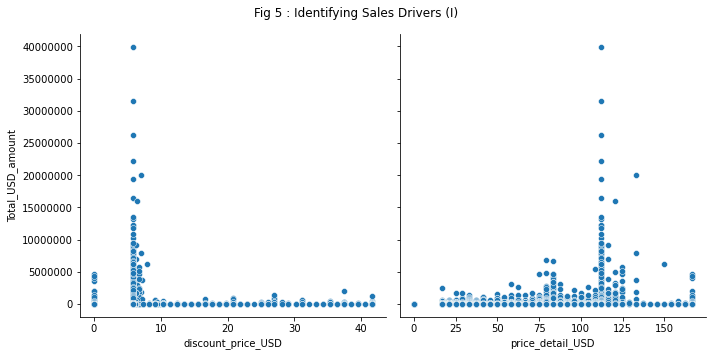 Fig 5 : Identifying Sales Drivers (I)
40000000
35000000
30000000
25000000
20000000
15000000
10000000
5000000
0
Total_USD_amount
0 10 20 30 40
discount_price_USD
0 25 50 75 100 125 150
price_detail_USD